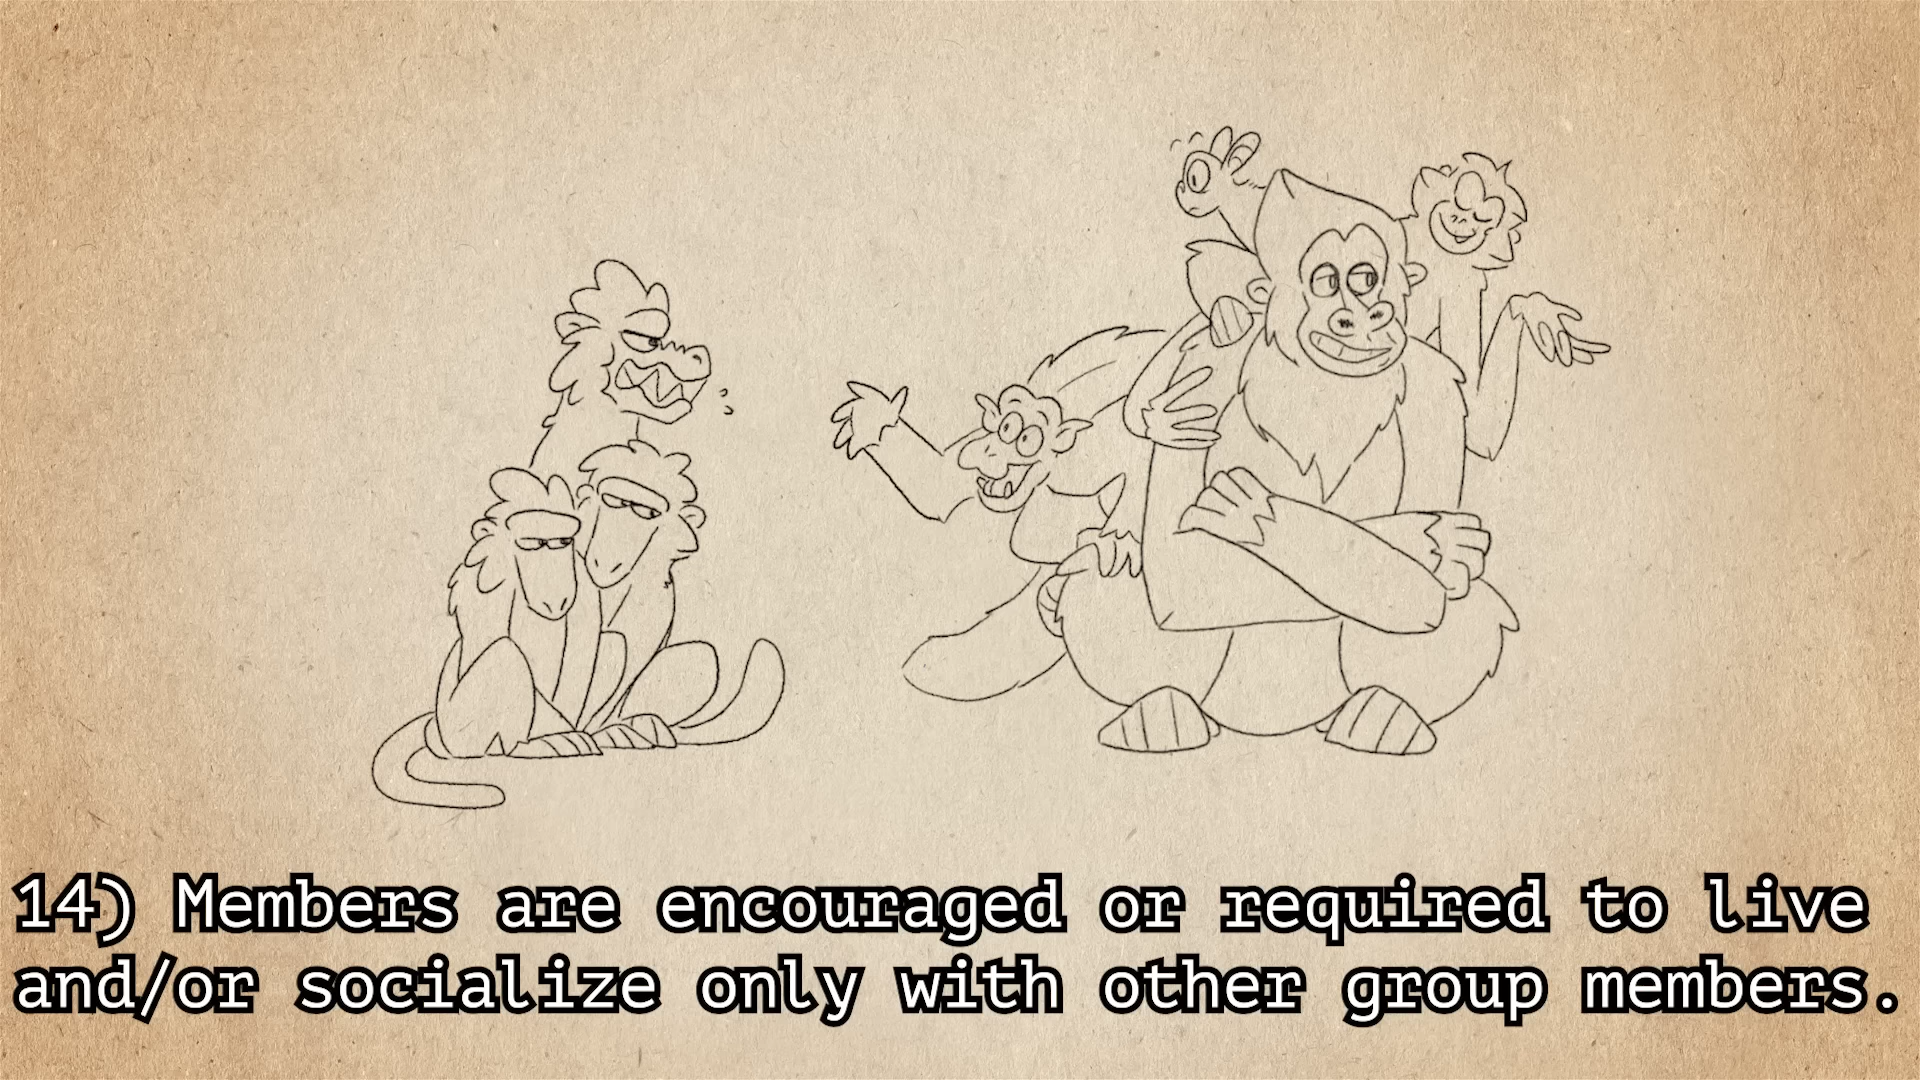 14) Members are encouraged or required to live
and/or socialize only with other group members.